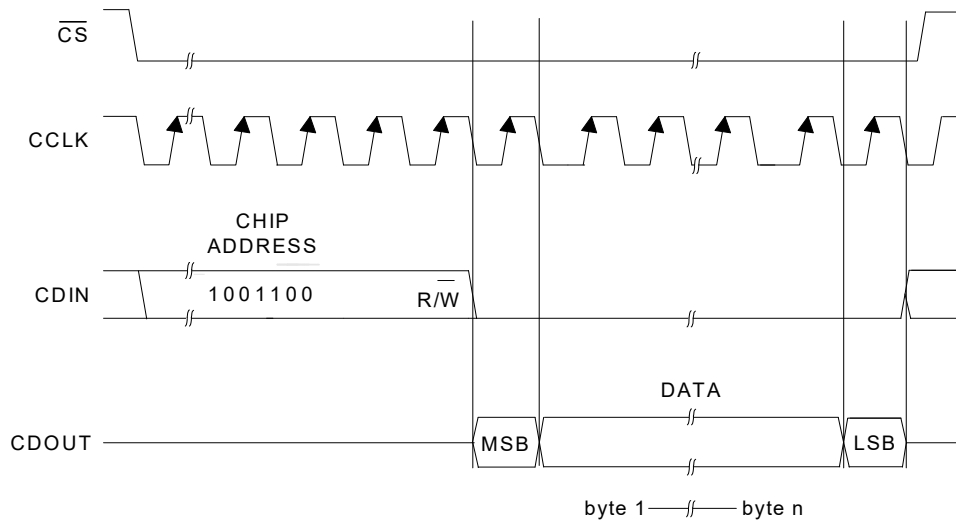 CS
CCLK
CHIP
ADDRESS
CDIN
1001100
R/W
DATA
CDOUT
MSB
LSB
byte 1
byte n